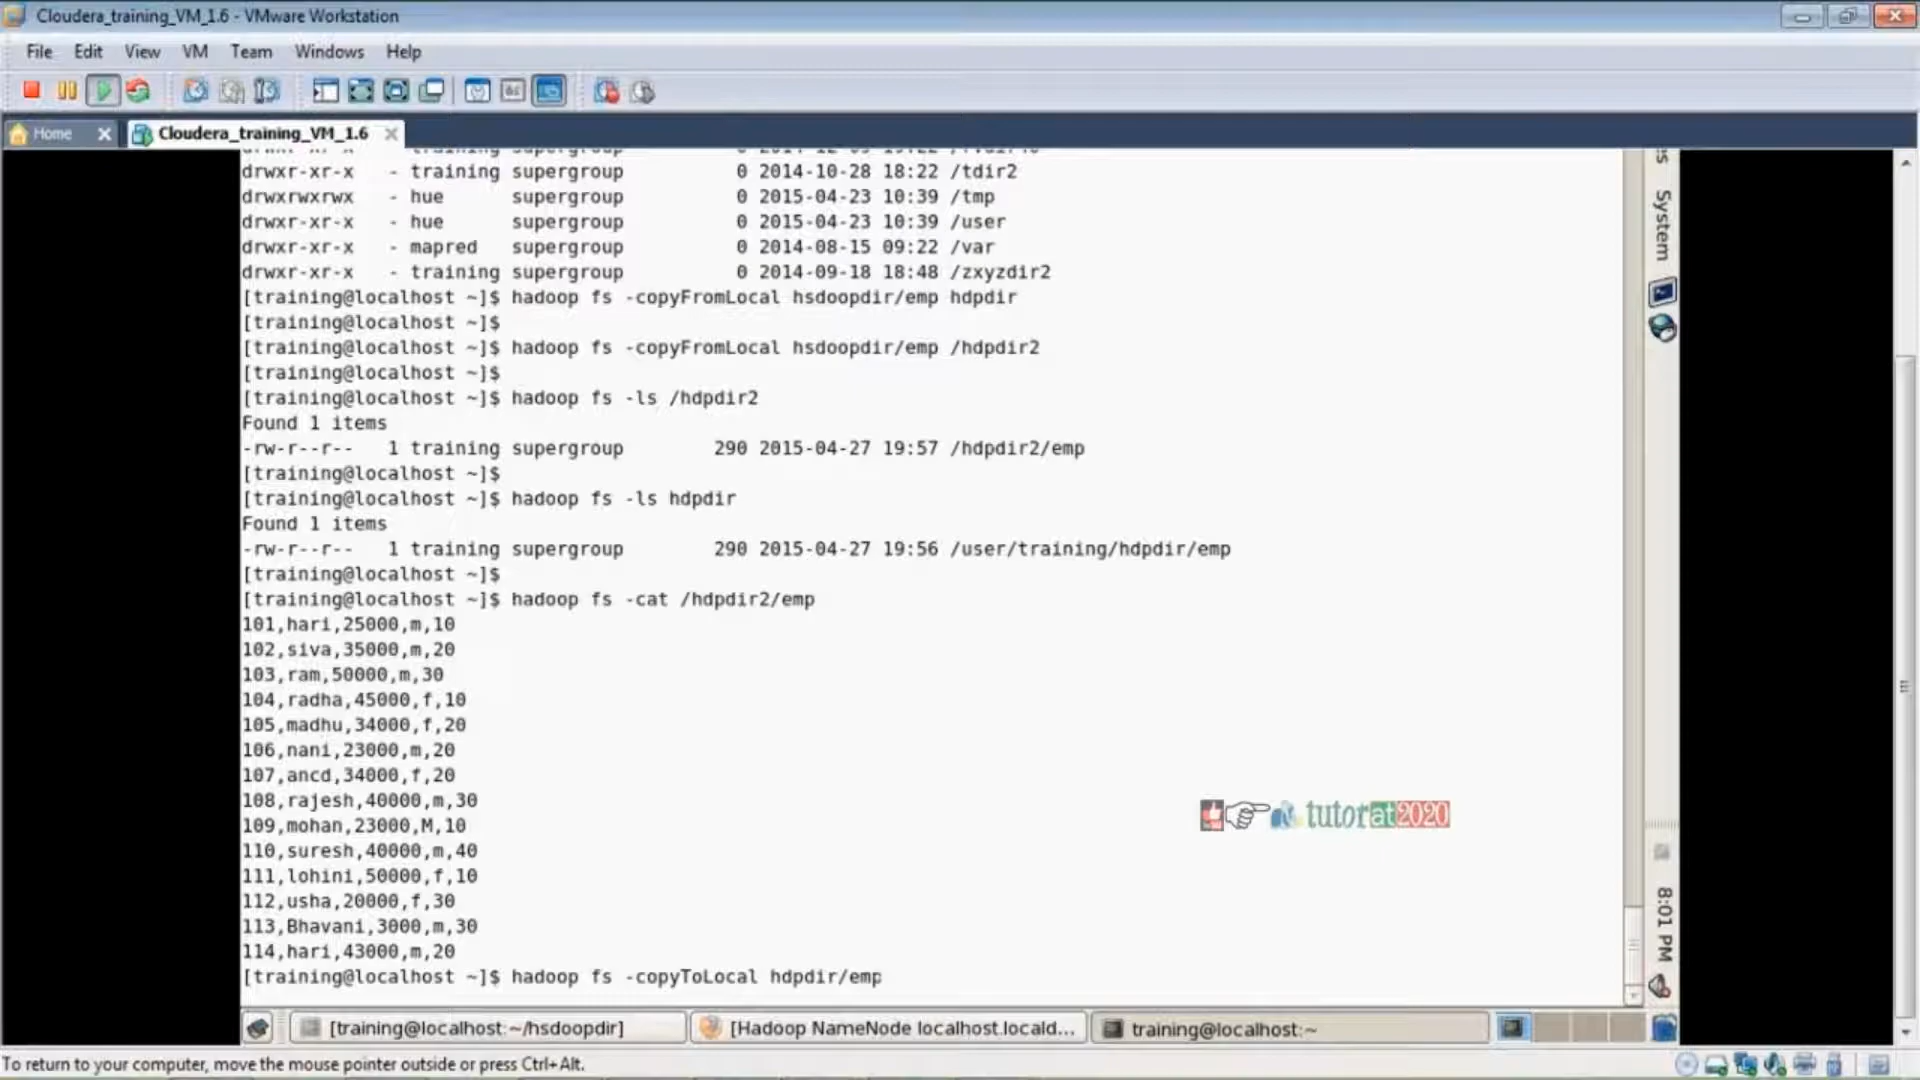 Cloudera_training_VM_1.6 - VMware Workstation
File Edit View VM Team Windows Help
Home Cloudera_training_VM_1.6
drwxr-xr-x - training supergroup 0 2014-10-28 18:22 /tdir2
drwxrwxrwx - hue supergroup 0 2015-04-23 10:39 /tmp
drwxr-xr-x - hue supergroup 0 2015-04-23 10:39 /user
drwxr-xr-x - mapred supergroup 0 2014-08-15 09:22 /var
drwxr-xr-x - training supergroup 0 2014-09-18 18:48 /zxyzdir2
[training@localhost ~]$ hadoop fs -copyFromLocal hsdoopdir/emp hdpdir
[training@localhost ~]$
[training@localhost ~]$ hadoop fs -copyFromLocal hsdoopdir/emp /hdpdir2
[training@localhost ~]$
[training@localhost ~]$ hadoop fs -ls /hdpdir2
Found 1 items
-rw-r--r-- 1 training supergroup 290 2015-04-27 19:57 /hdpdir2/emp
[training@localhost ~]$
[training@localhost ~]$ hadoop fs -ls hdpdir
Found 1 items
-rw-r--r-- 1 training supergroup 290 2015-04-27 19:56 /user/training/hdpdir/emp
[training@localhost ~]$
[training@localhost ~]$ hadoop fs -cat /hdpdir2/emp
101,hari,25000,m,10
102,siva,35000,m,20
103,ram,50000,m,30
104,radha,45000,f,10
105,madhu,34000,f,20
106,nani,23000,m,20
107,ancd,34000,f,20
108,rajesh,40000,m,30
109,mohan,23000,M,10
110,suresh,40000,m,40
111,lohini,50000,f,10
112,usha,20000,f,30
113,Bhavani,3000,m,30
114,hari,43000,m,20
[training@localhost ~]$ hadoop fs -copyToLocal hdpdir/emp
System
8:01 PM
tutorat2020
[training@localhost:~/hsdoopdir] [Hadoop NameNode localhost.locald... training@localhost:~
To return to your computer, move the mouse pointer outside or press Ctrl+Alt.